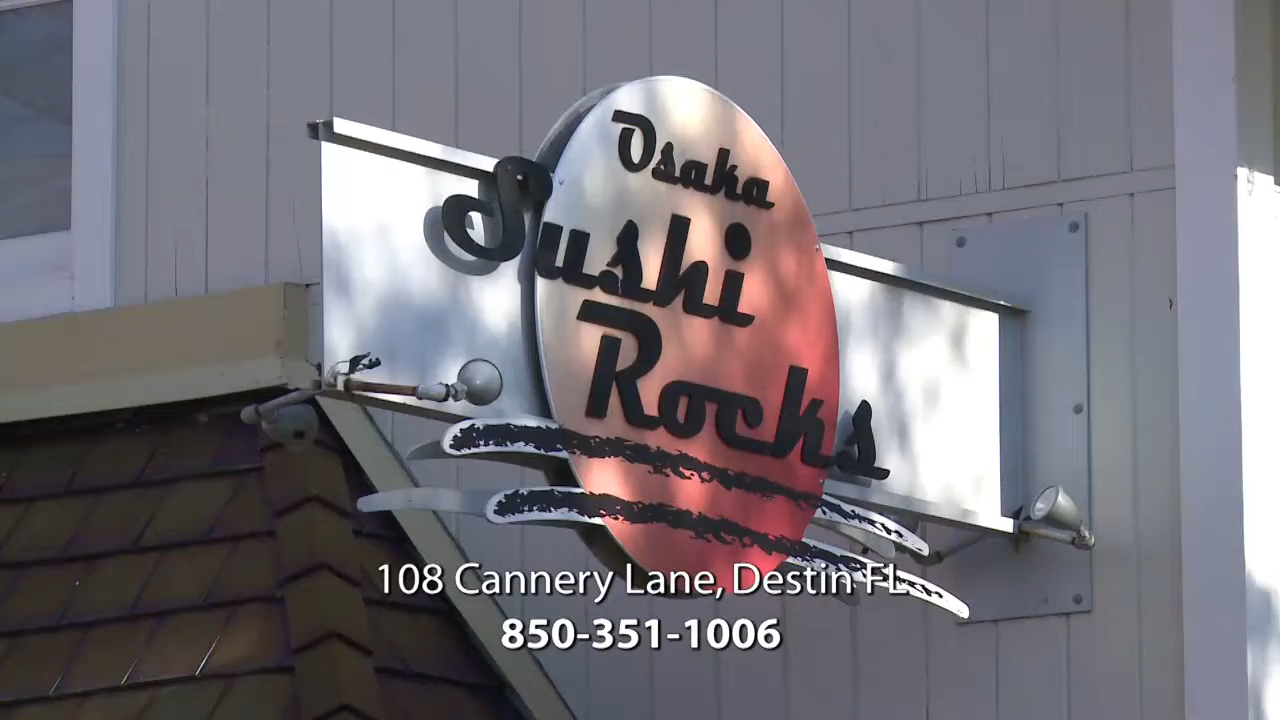 Osaka
Sushi
Rocks
108 Cannery Lane, Destin FL
850-351-1006